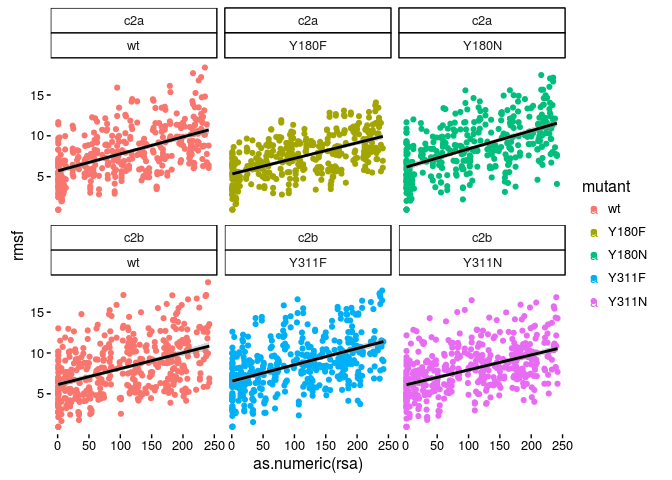 c2a c2a c2a
wt Y180F Y180N
15
10
5
rmsf
c2b c2b c2b
wt Y311F Y311N
15
10
5
0 50 100 150 200 250 0 50 100 150 200 250 0 50 100 150 200 250
as.numeric(rsa)
mutant
a wt
a Y180F
a Y180N
a Y311F
a Y311N